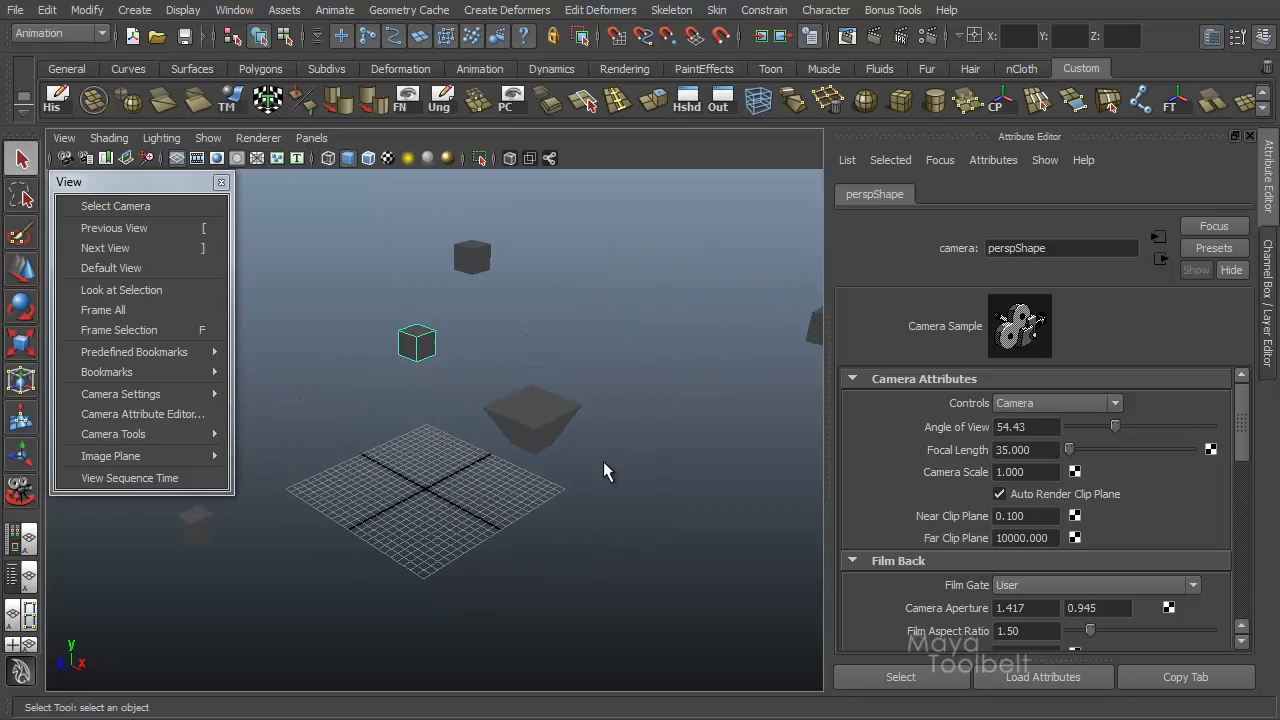 File Edit Modify Create Display Window Assets Animate Geometry Cache Create Deformers Edit Deformers Skeleton Skin Constrain Character Bonus Tools Help
Animation X: Y: Z:
General Curves Surfaces Polygons Subdivs Deformation Animation Dynamics Rendering PaintEffects Toon Muscle Fluids Fur Hair nCloth Custom
His TM FN Ung PC Hshd Out CP FT
View Shading Lighting Show Renderer Panels
View
Select Camera
Previous View [
Next View ]
Default View
Look at Selection
Frame All
Frame Selection F
Predefined Bookmarks
Bookmarks
Camera Settings
Camera Attribute Editor...
Camera Tools
Image Plane
View Sequence Time
y
z x
Attribute Editor
List Selected Focus Attributes Show Help
perspShape
Focus
camera: perspShape Presets
Show Hide
Camera Sample
Camera Attributes
Controls Camera
Angle of View 54.43
Focal Length 35.000
Camera Scale 1.000
Auto Render Clip Plane
Near Clip Plane 0.100
Far Clip Plane 10000.000
Film Back
Film Gate User
Camera Aperture 1.417 0.945
Film Aspect Ratio 1.50
Maya
Toolbelt
Select Load Attributes Copy Tab
Attribute Editor
Channel Box / Layer Editor
Select Tool: select an object